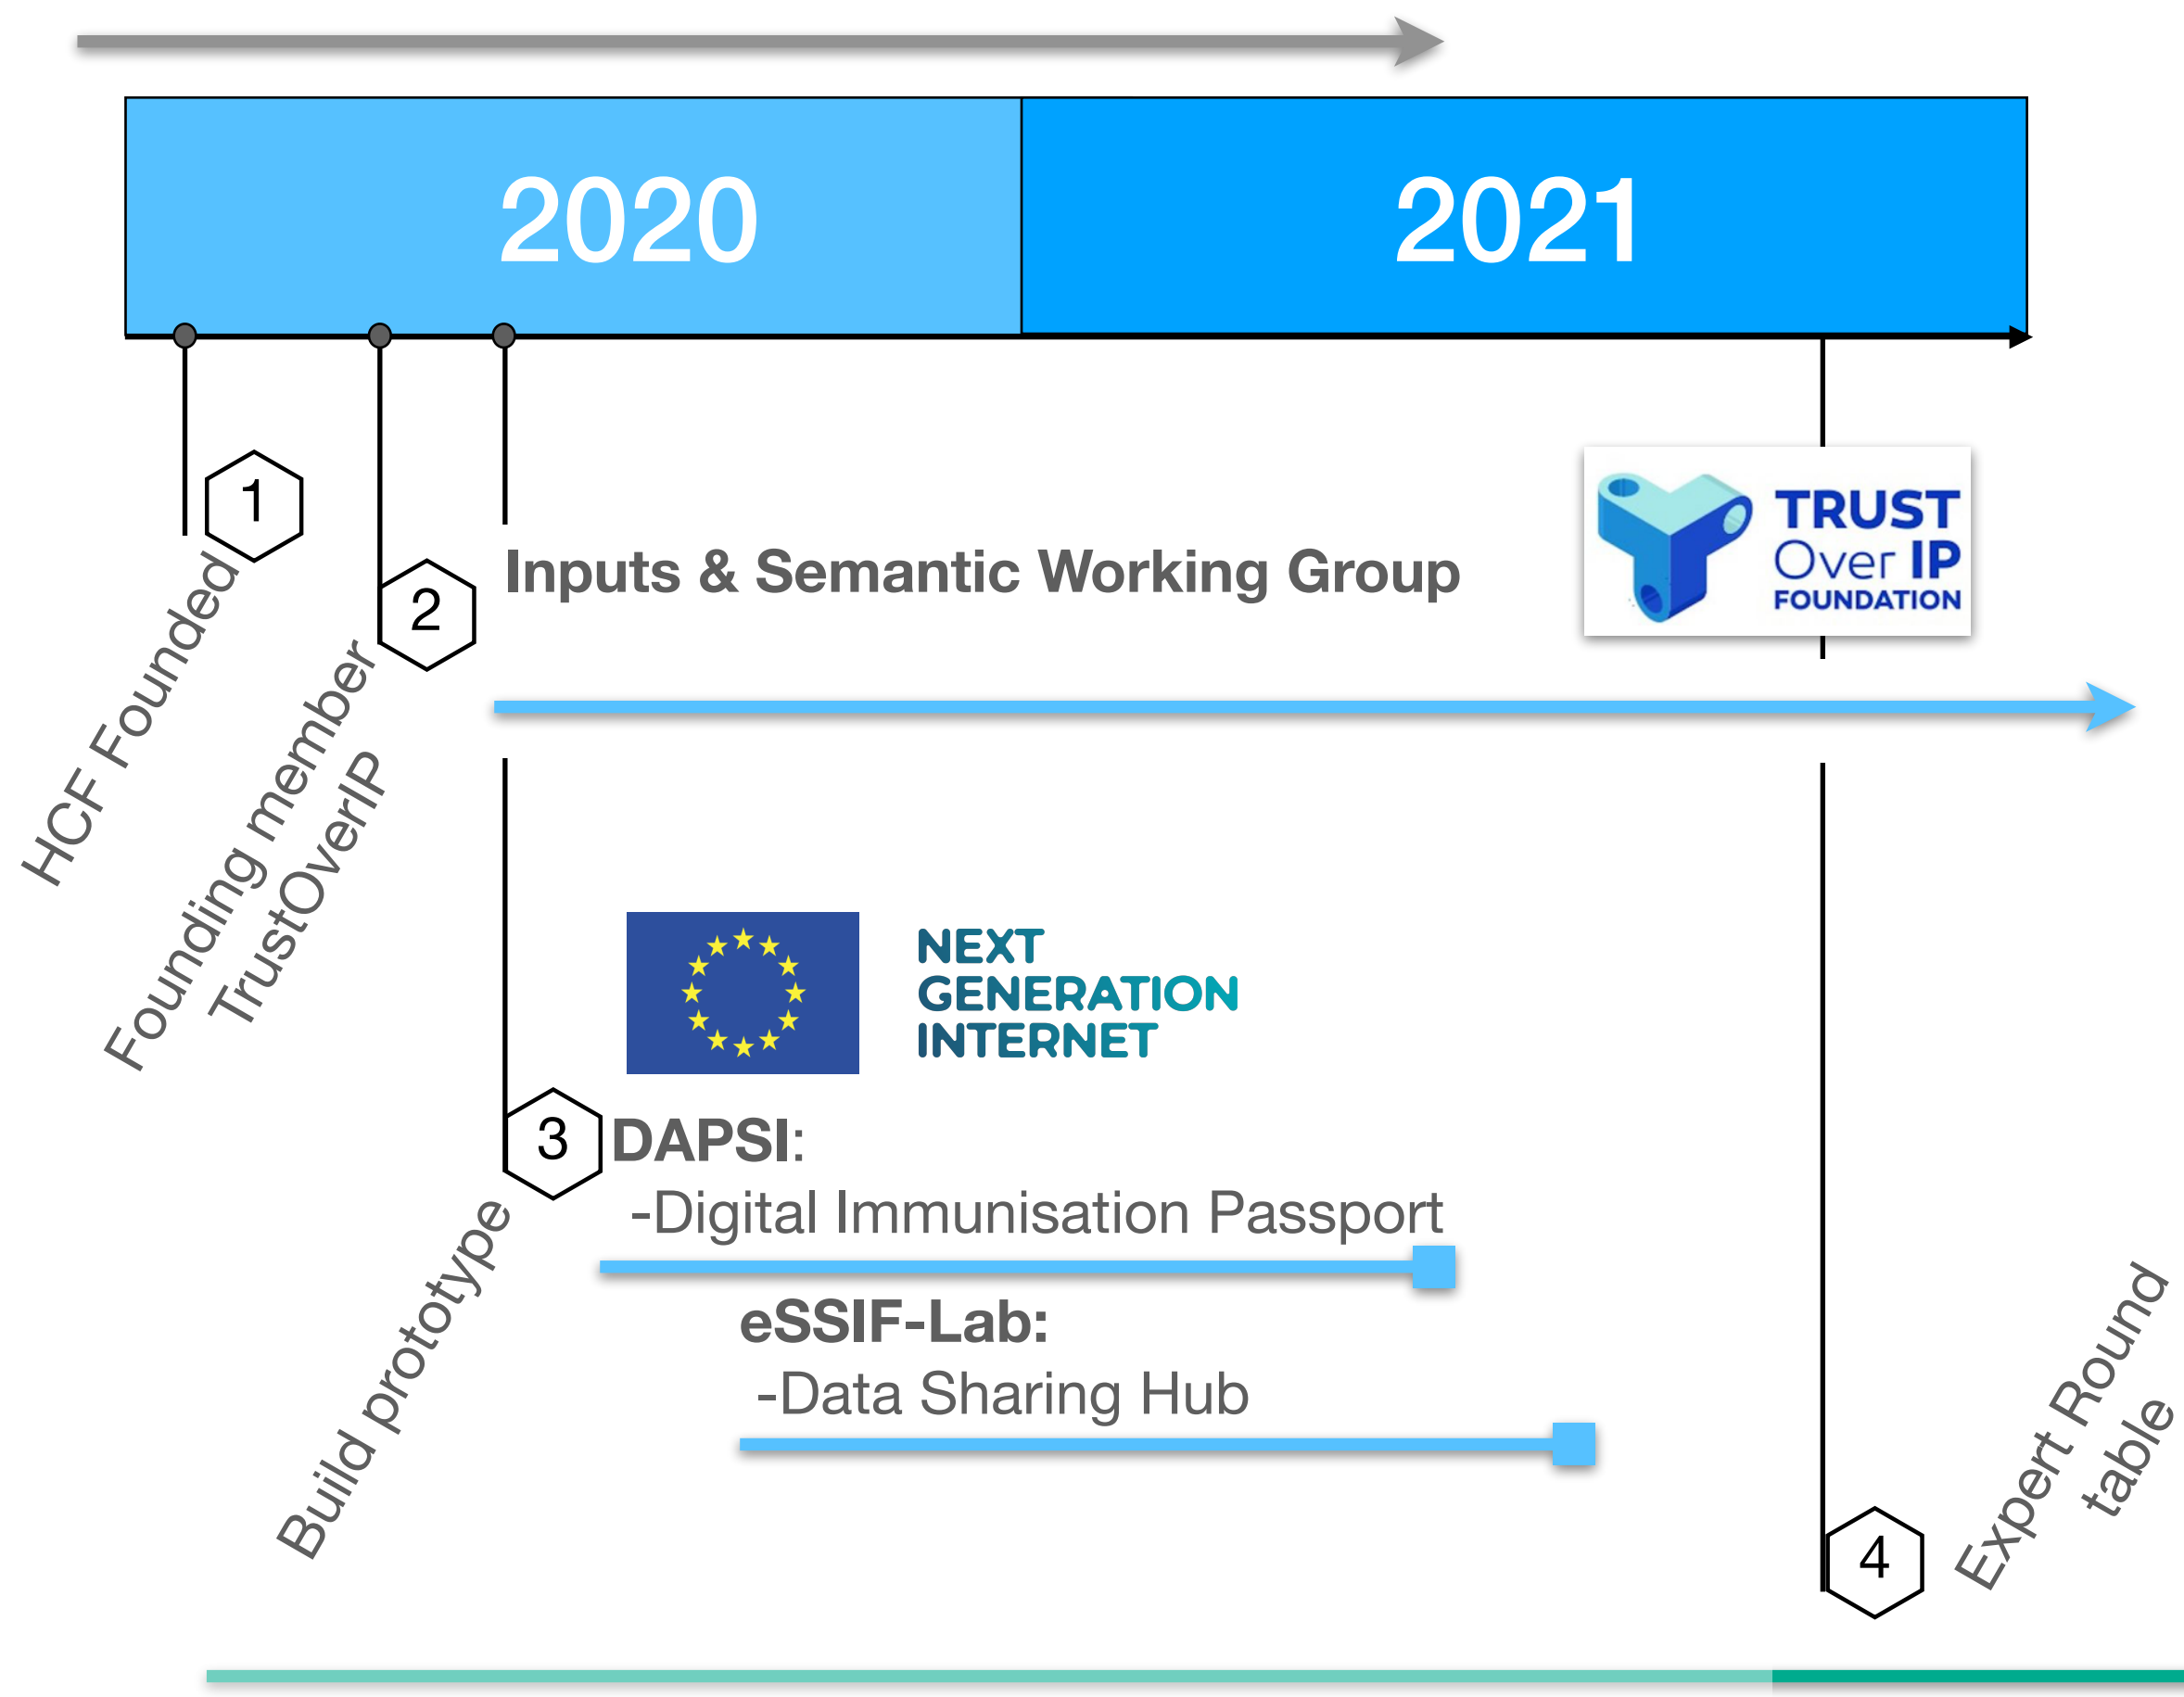 2020
2021
1
HCF Founded
2
Founding member
TrustOverIP
Inputs & Semantic Working Group
TRUST
Over IP
FOUNDATION
NEXT
GENERATION
INTERNET
3
Build prototype
DAPSI:
-Digital Immunisation Passport
eSSIF-Lab:
-Data Sharing Hub
4
Expert Round
table